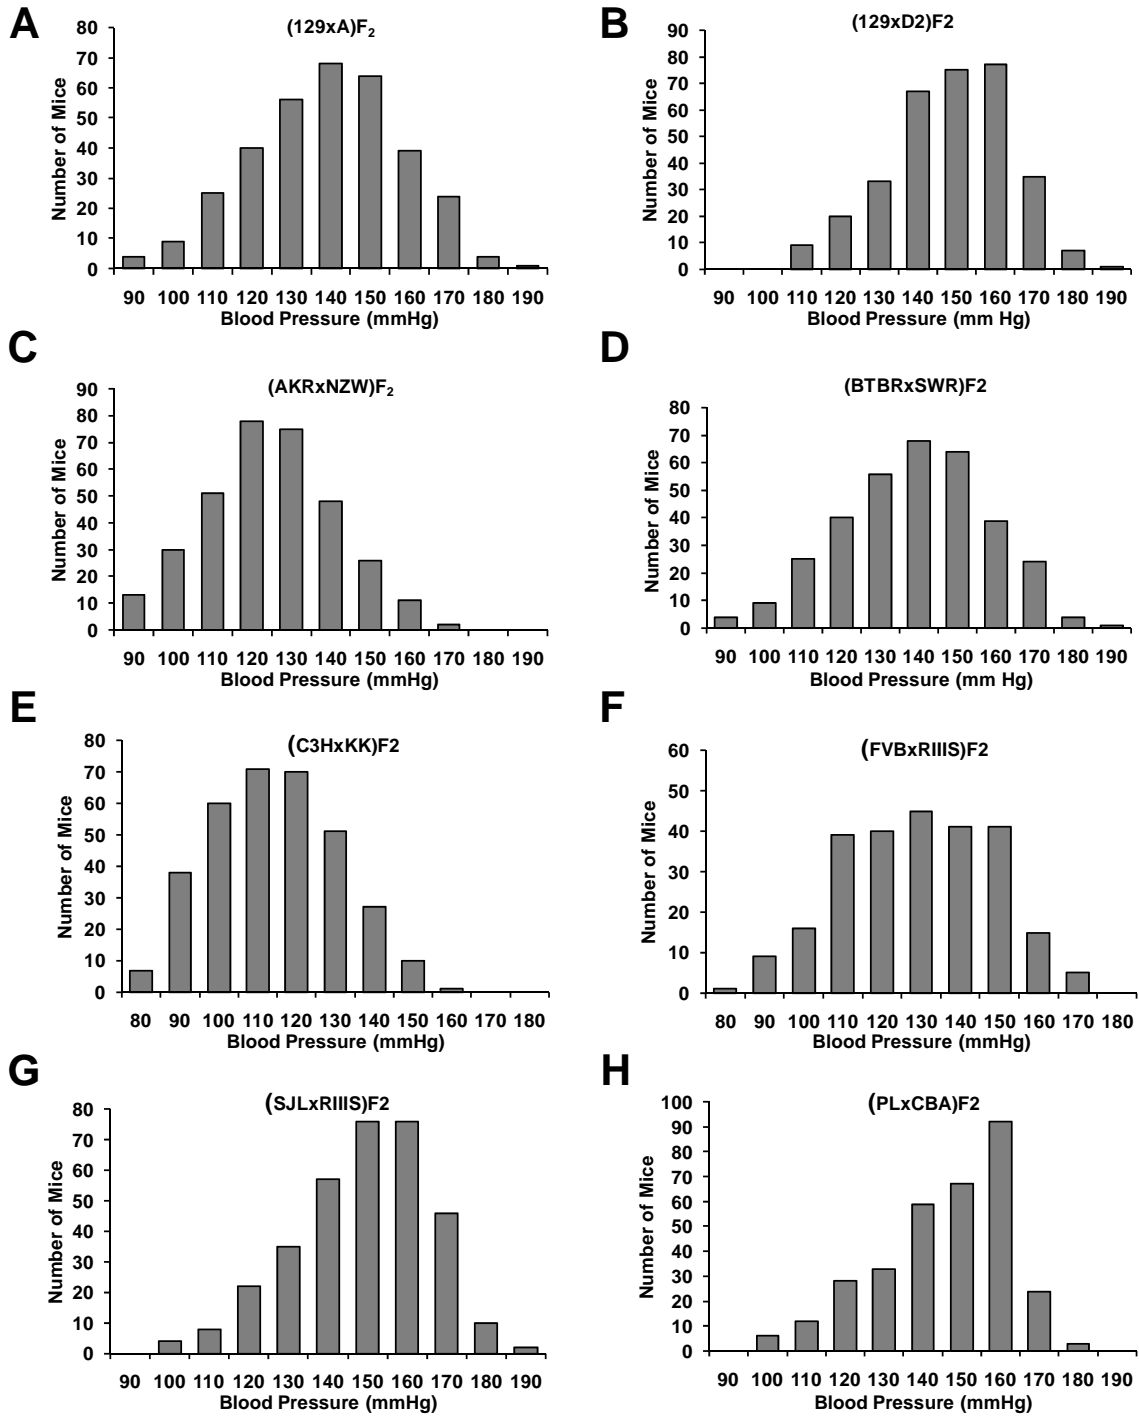 A
(129xA)F₂
Number of Mice
80
70
60
50
40
30
20
10
0
90 100 110 120 130 140 150 160 170 180 190
Blood Pressure (mmHg)
B
(129xD2)F2
Number of Mice
90
80
70
60
50
40
30
20
10
0
90 100 110 120 130 140 150 160 170 180 190
Blood Pressure (mm Hg)
C
(AKRxNZW)F₂
Number of Mice
90
80
70
60
50
40
30
20
10
0
90 100 110 120 130 140 150 160 170 180 190
Blood Pressure (mmHg)
D
(BTBRxSWR)F2
Number of Mice
80
70
60
50
40
30
20
10
0
90 100 110 120 130 140 150 160 170 180 190
Blood Pressure (mm Hg)
E
(C3HxKK)F2
Number of Mice
80
70
60
50
40
30
20
10
0
80 90 100 110 120 130 140 150 160 170 180
Blood Pressure (mmHg)
F
(FVBxRIIIS)F2
Number of Mice
60
50
40
30
20
10
0
80 90 100 110 120 130 140 150 160 170 180
Blood Pressure (mmHg)
G
(SJLxRIIIS)F2
Number of Mice
80
70
60
50
40
30
20
10
0
90 100 110 120 130 140 150 160 170 180 190
Blood Pressure (mmHg)
H
(PLxCBA)F2
Number of Mice
100
90
80
70
60
50
40
30
20
10
0
90 100 110 120 130 140 150 160 170 180 190
Blood Pressure (mmHg)